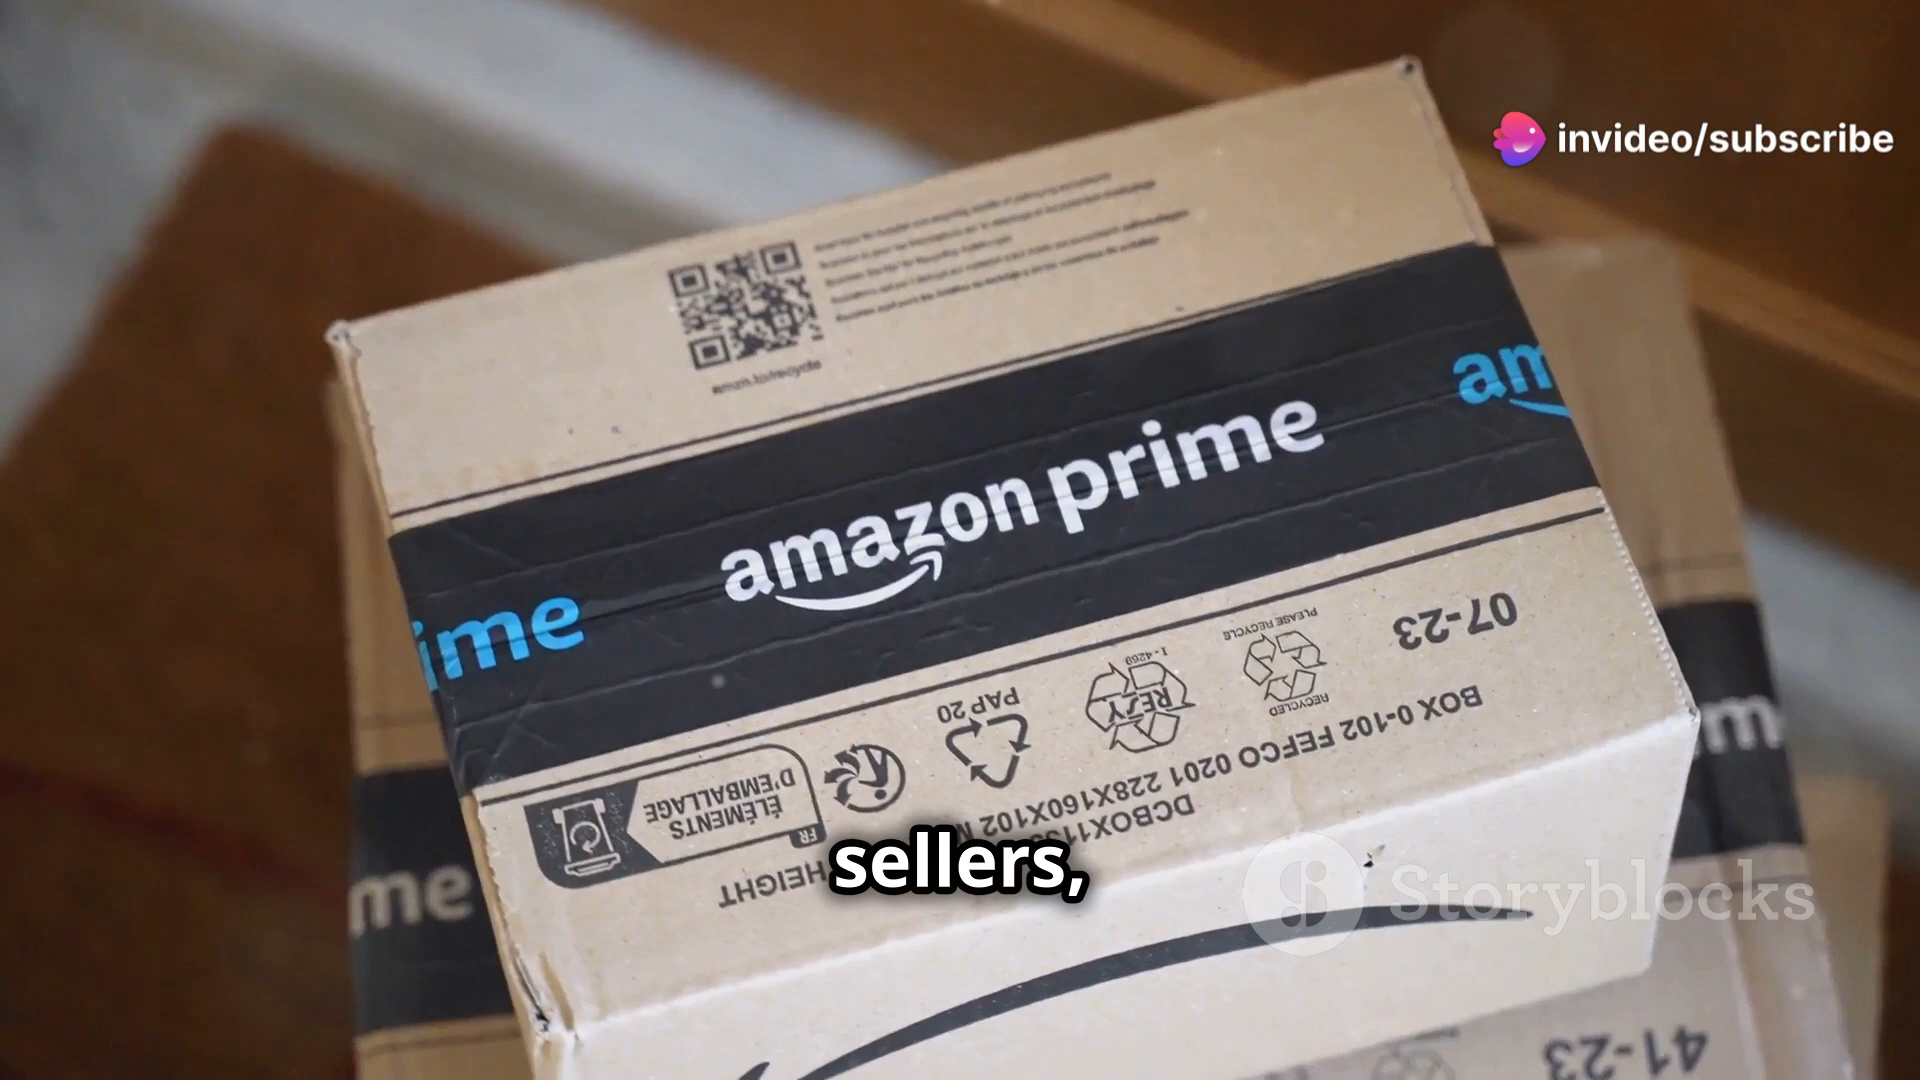 invideo/subscribe
amzn.to/recycle
amazon prime
am
ime
07-23
PLEASE RECYCLE
RECYCLED
RESY
PAP 20
BOX 0-102 FEFCO 0201 228X160X102
ÉLÉMENTS
D'EMBALLAGE
FR
HEIGHT
sellers,
Storyblocks
me
m
41-23